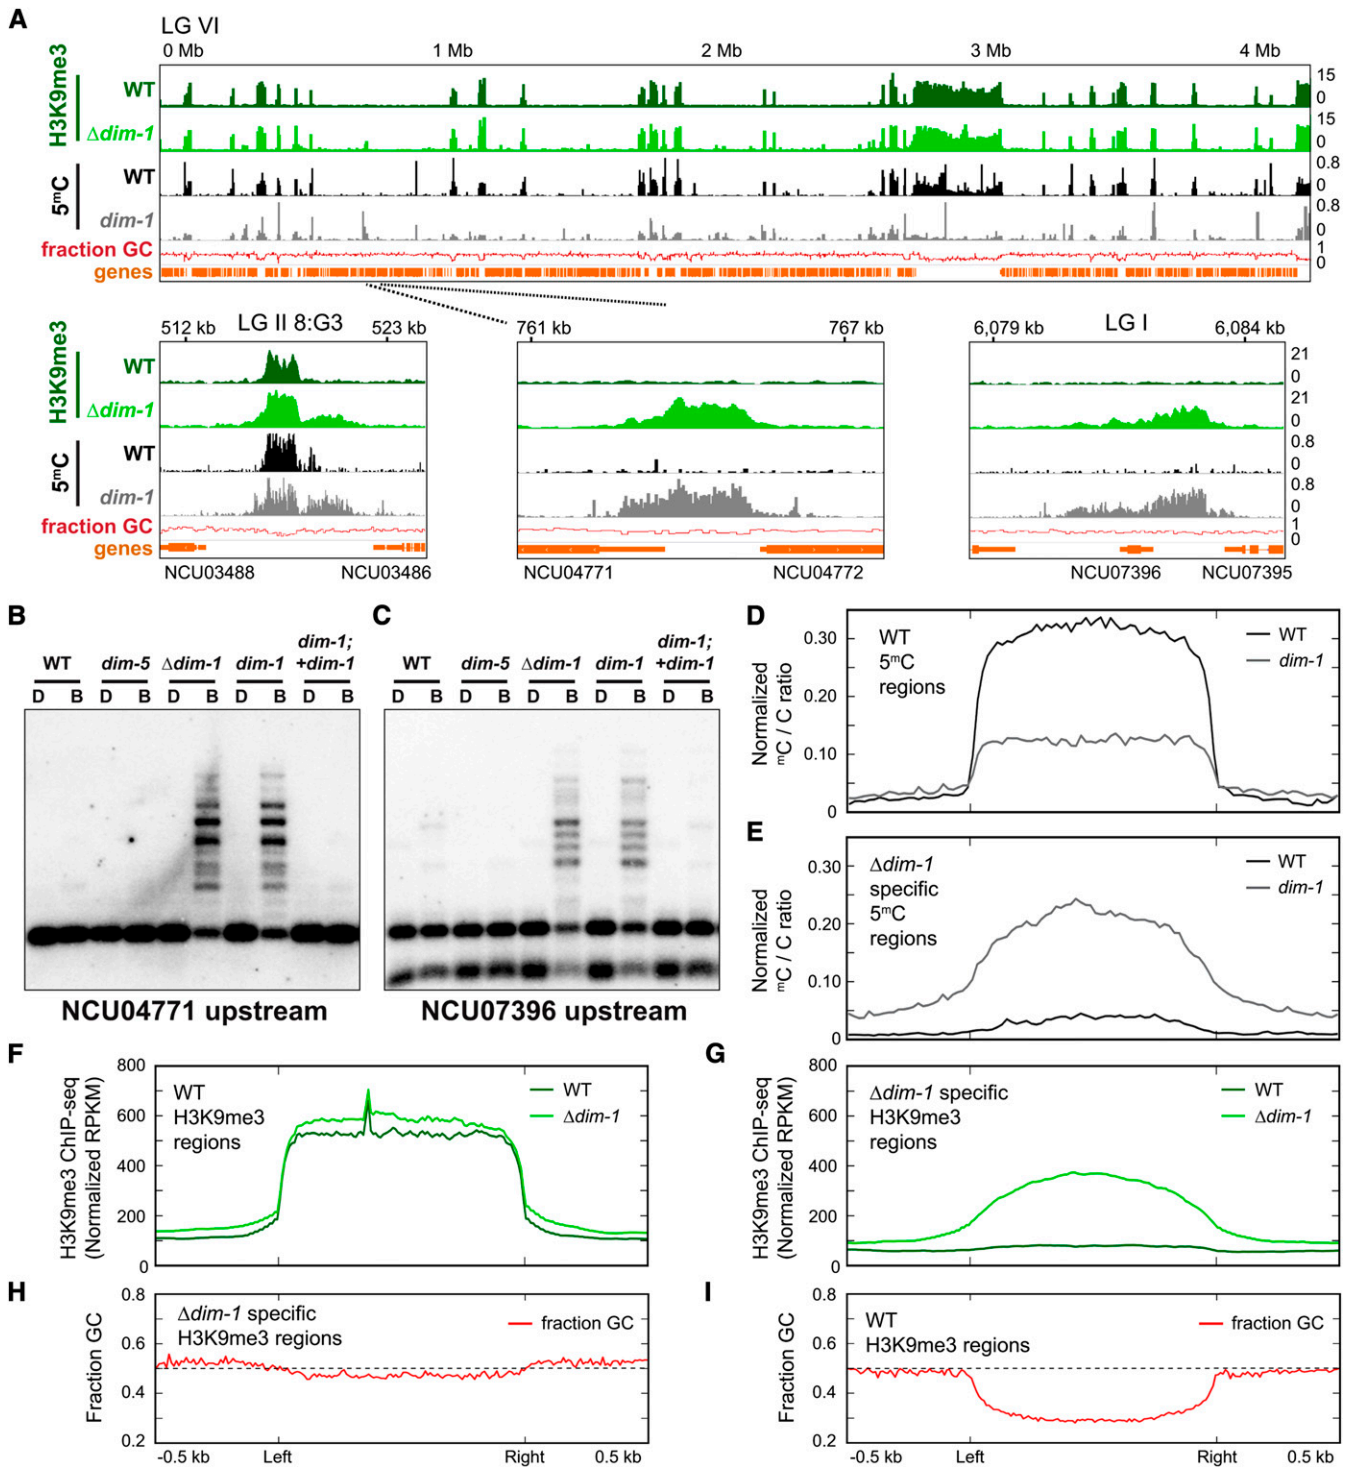 A
LG VI
0 Mb 1 Mb 2 Mb 3 Mb 4 Mb
H3K9me3
WT
15
0
Δdim-1
15
0
5mC
WT
0.8
0
dim-1
0.8
0
fraction GC
1
0
genes
512 kb LG II 8:G3 523 kb
761 kb 767 kb
6,079 kb LG I 6,084 kb
H3K9me3
WT
21
0
Δdim-1
21
0
5mC
WT
0.8
0
dim-1
0.8
0
fraction GC
1
0
genes
NCU03488 NCU03486
NCU04771 NCU04772
NCU07396 NCU07395
B
WT dim-5 Δdim-1 dim-1 dim-1; +dim-1
D B D B D B D B D B
NCU04771 upstream
C
WT dim-5 Δdim-1 dim-1 dim-1; +dim-1
D B D B D B D B D B
NCU07396 upstream
D
Normalized
mC / C ratio
0.30
0.20
0.10
0
WT
5mC
regions
WT
dim-1
E
Normalized
mC / C ratio
0.30
0.20
0.10
0
Δdim-1
specific
5mC
regions
WT
dim-1
F
H3K9me3 ChIP-seq
(Normalized RPKM)
800
600
400
200
0
WT
H3K9me3
regions
WT
Δdim-1
G
H3K9me3 ChIP-seq
(Normalized RPKM)
800
600
400
200
0
Δdim-1 specific
H3K9me3
regions
WT
Δdim-1
H
Fraction GC
0.8
0.6
0.4
0.2
Δdim-1 specific
H3K9me3 regions
fraction GC
-0.5 kb Left Right 0.5 kb
I
Fraction GC
0.8
0.6
0.4
0.2
WT
H3K9me3 regions
fraction GC
-0.5 kb Left Right 0.5 kb